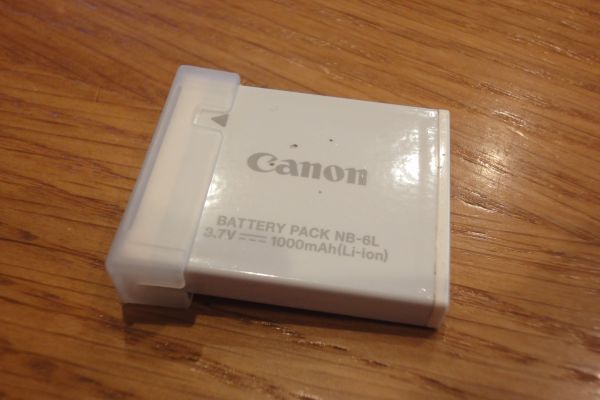 Canon
BATTERY PACK NB-6L
3.7V ⎓ 1000mAh(Li-ion)